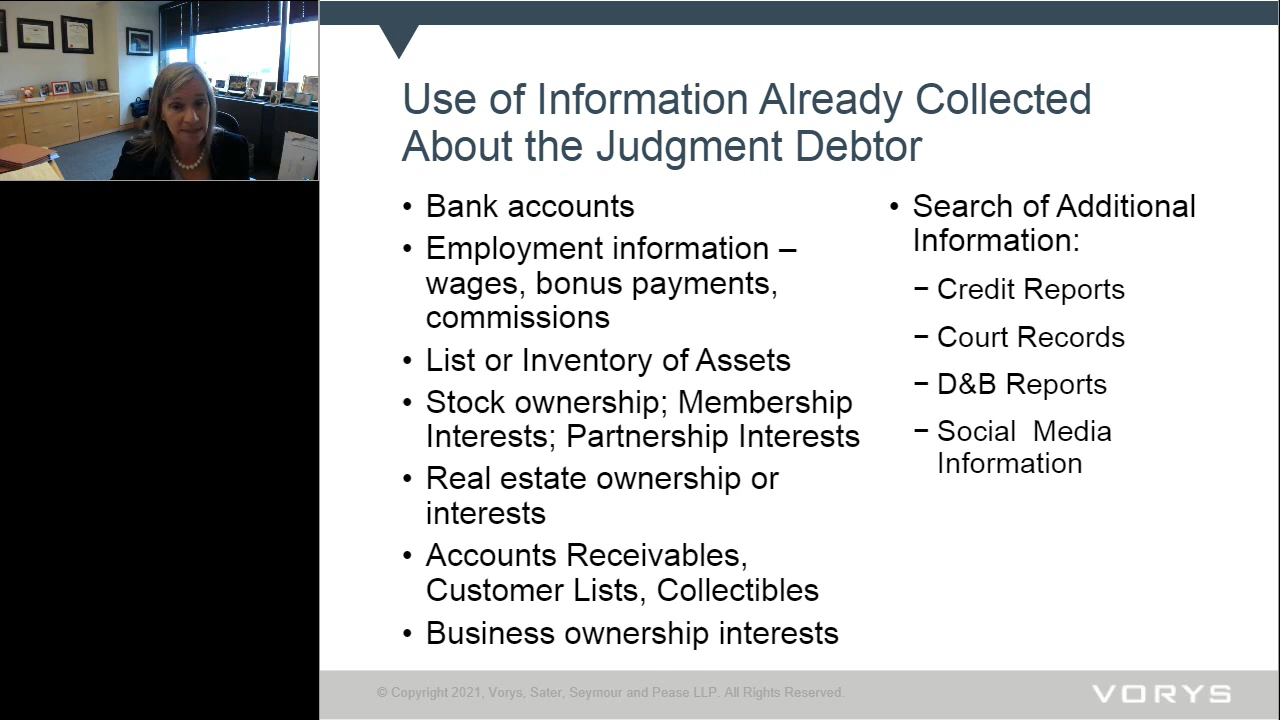 Use of Information Already Collected
About the Judgment Debtor
• Bank accounts
• Employment information –
wages, bonus payments,
commissions
• List or Inventory of Assets
• Stock ownership; Membership
Interests; Partnership Interests
• Real estate ownership or
interests
• Accounts Receivables,
Customer Lists, Collectibles
• Business ownership interests
• Search of Additional
Information:
− Credit Reports
− Court Records
− D&B Reports
− Social  Media
Information
© Copyright 2021, Vorys, Sater, Seymour and Pease LLP. All Rights Reserved.
VORYS